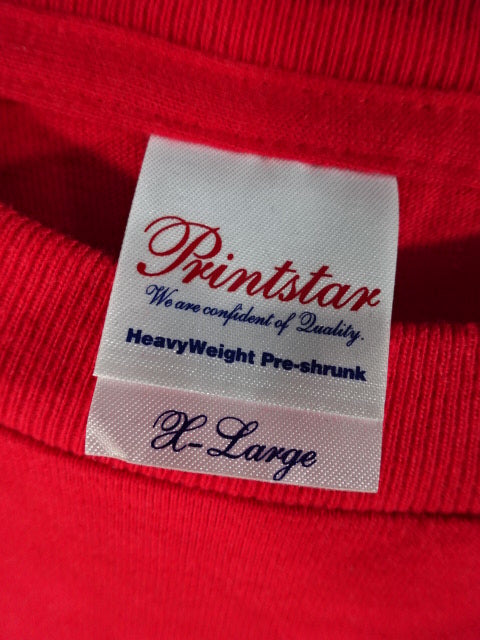 Printstar
We are confident of Quality.
HeavyWeight Pre-shrunk
X-Large